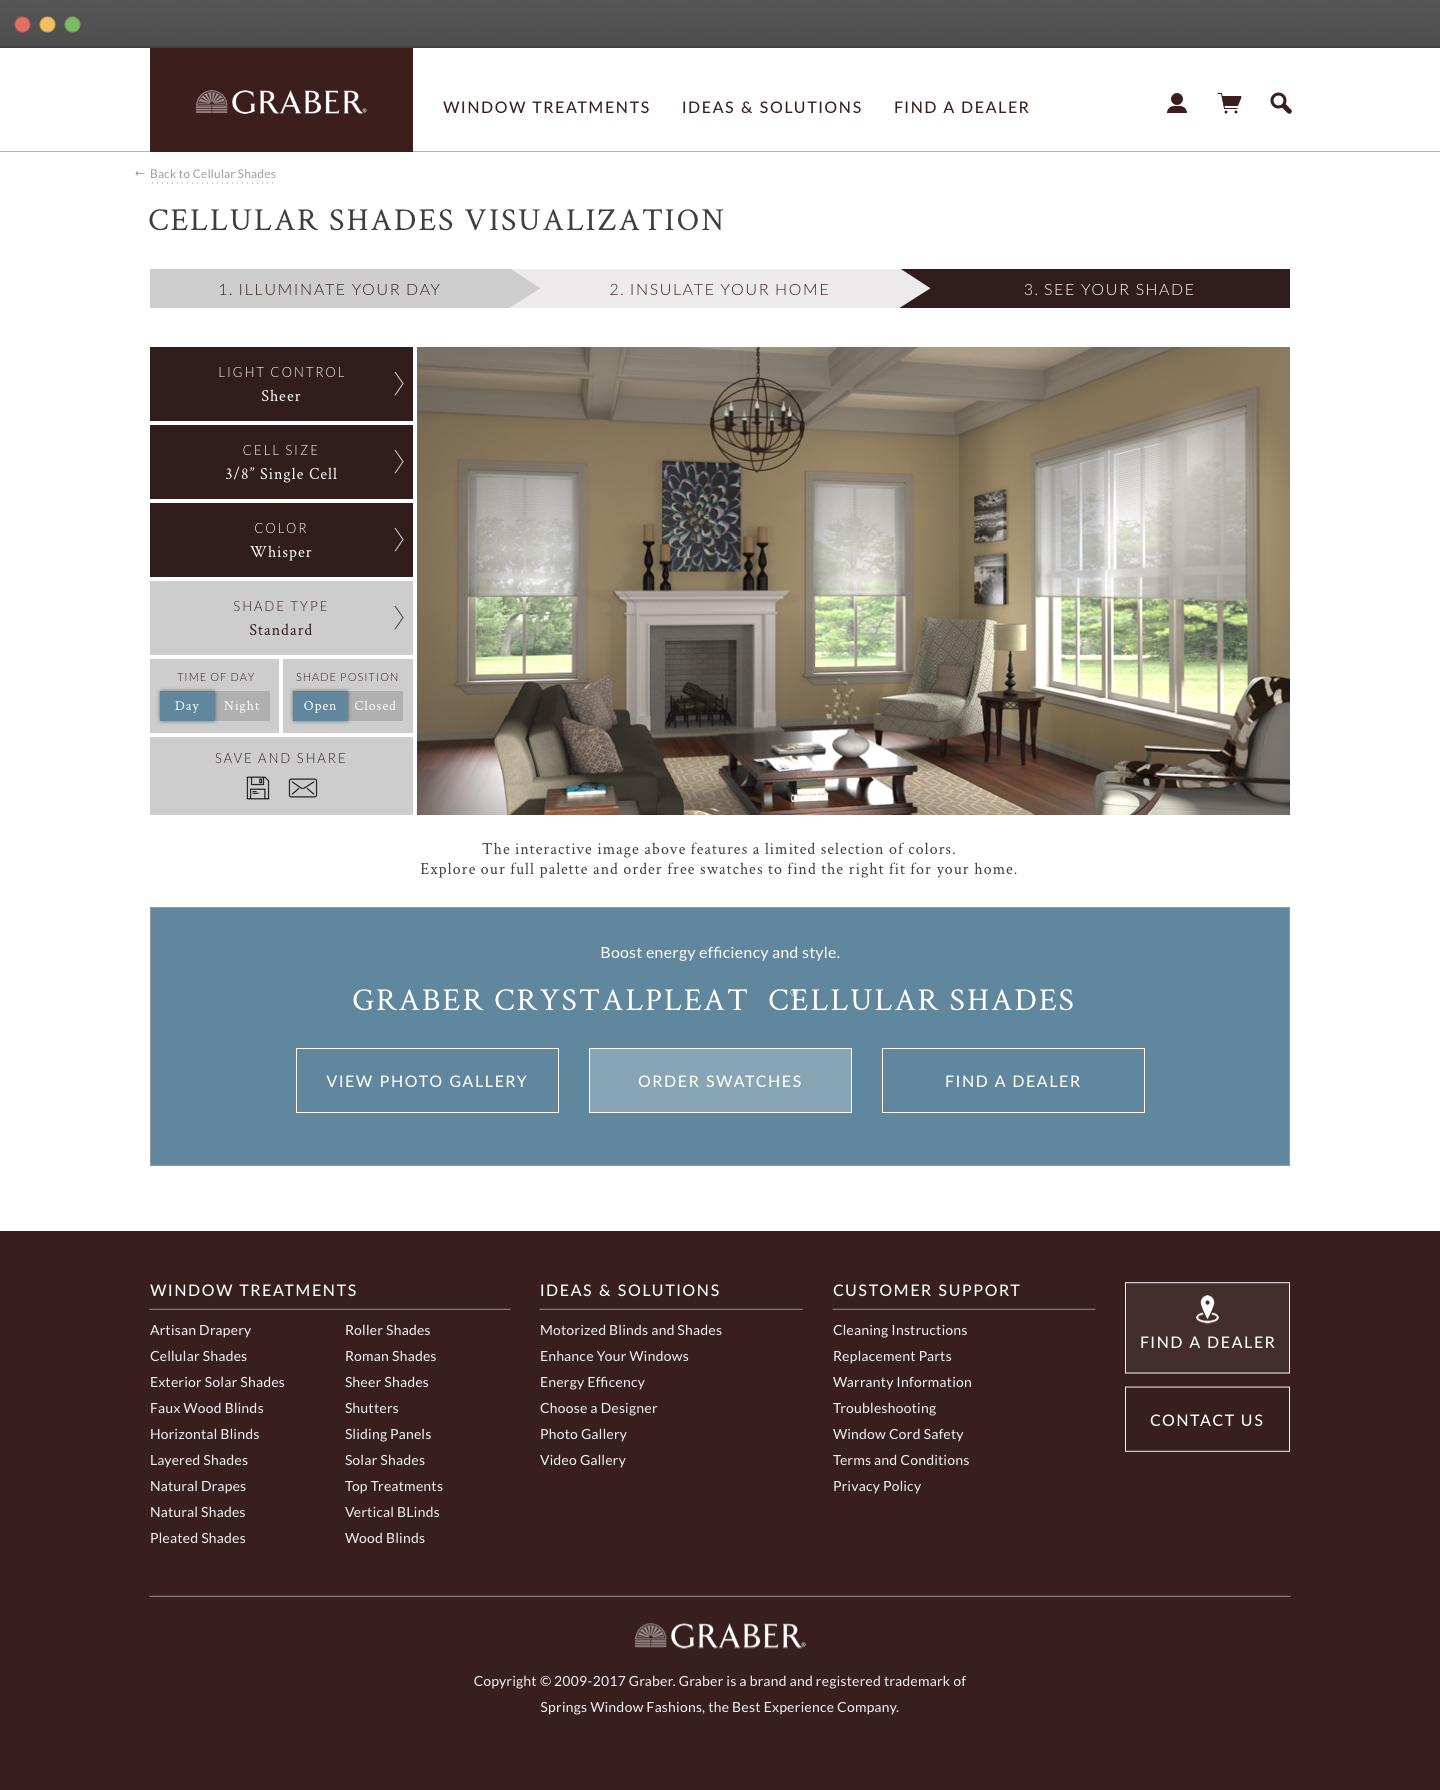 GRABER®
WINDOW TREATMENTS IDEAS & SOLUTIONS FIND A DEALER
← Back to Cellular Shades
CELLULAR SHADES VISUALIZATION
1. ILLUMINATE YOUR DAY 2. INSULATE YOUR HOME 3. SEE YOUR SHADE
LIGHT CONTROL
Sheer
CELL SIZE
3/8” Single Cell
COLOR
Whisper
SHADE TYPE
Standard
TIME OF DAY SHADE POSITION
Day Night Open Closed
SAVE AND SHARE
The interactive image above features a limited selection of colors.
Explore our full palette and order free swatches to find the right fit for your home.
Boost energy efficiency and style.
GRABER CRYSTALPLEAT CELLULAR SHADES
VIEW PHOTO GALLERY ORDER SWATCHES FIND A DEALER
WINDOW TREATMENTS
Artisan Drapery
Cellular Shades
Exterior Solar Shades
Faux Wood Blinds
Horizontal Blinds
Layered Shades
Natural Drapes
Natural Shades
Pleated Shades
Roller Shades
Roman Shades
Sheer Shades
Shutters
Sliding Panels
Solar Shades
Top Treatments
Vertical BLinds
Wood Blinds
IDEAS & SOLUTIONS
Motorized Blinds and Shades
Enhance Your Windows
Energy Efficency
Choose a Designer
Photo Gallery
Video Gallery
CUSTOMER SUPPORT
Cleaning Instructions
Replacement Parts
Warranty Information
Troubleshooting
Window Cord Safety
Terms and Conditions
Privacy Policy
FIND A DEALER
CONTACT US
GRABER®
Copyright © 2009-2017 Graber. Graber is a brand and registered trademark of
Springs Window Fashions, the Best Experience Company.